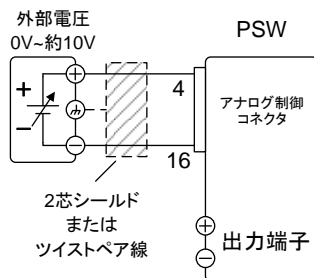 外部電圧
0V~約10V
PSW
4
アナログ制御
コネクタ
16
2芯シールド
または
ツイストペア線
出力端子